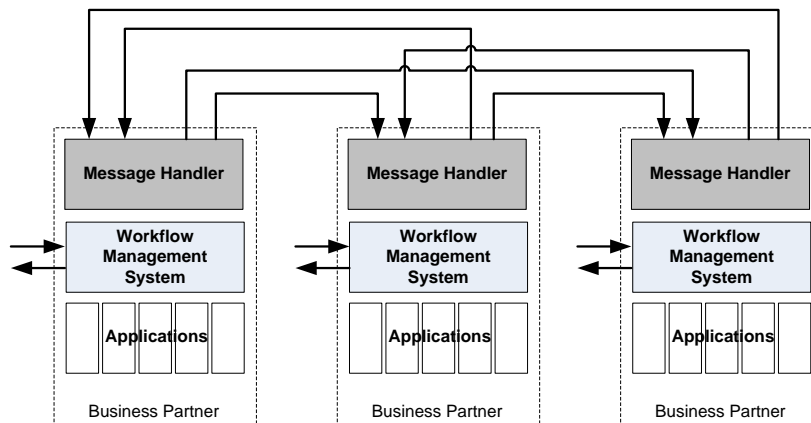 Message Handler
Message Handler
Message Handler
Workflow
Management
System
Workflow
Management
System
Workflow
Management
System
Applications
Applications
Applications
Business Partner
Business Partner
Business Partner